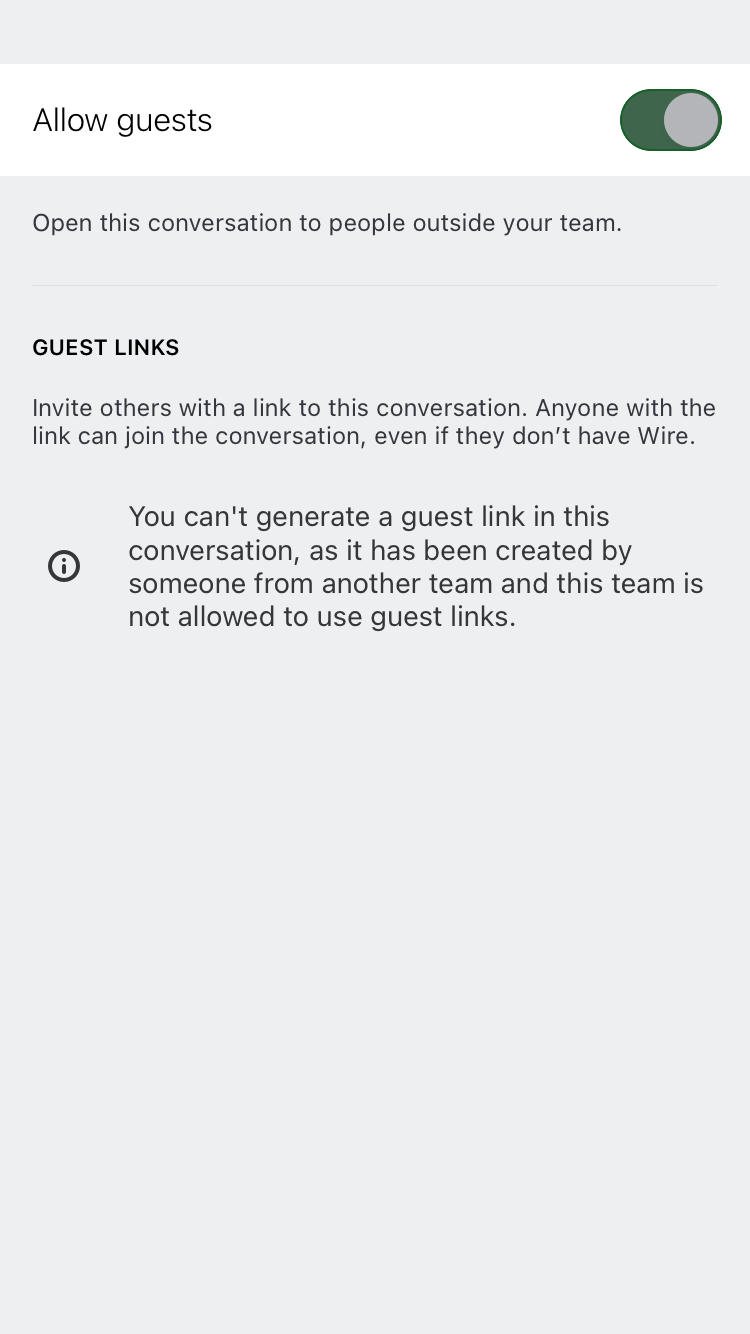 Allow guests
Open this conversation to people outside your team.
GUEST LINKS
Invite others with a link to this conversation. Anyone with the
link can join the conversation, even if they don’t have Wire.
You can't generate a guest link in this
conversation, as it has been created by
someone from another team and this team is
not allowed to use guest links.